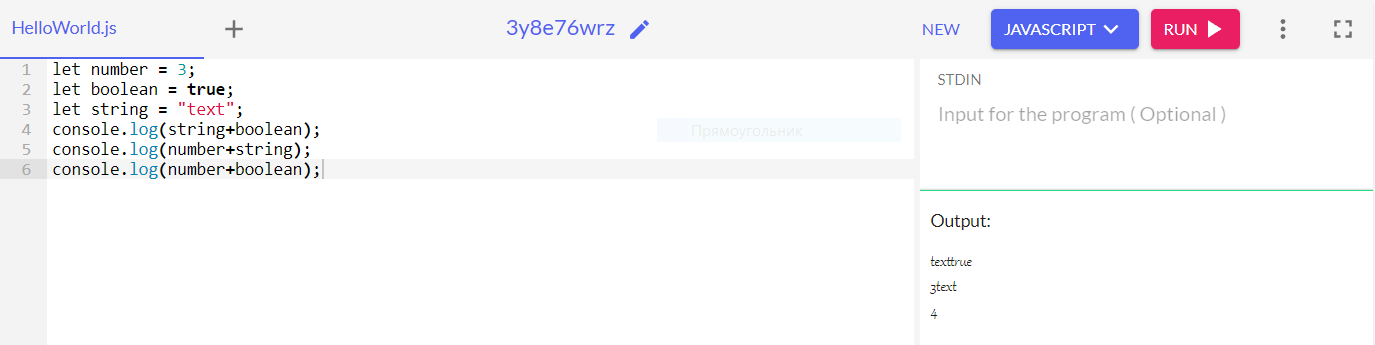 HelloWorld.js + 3y8e76wrz NEW JAVASCRIPT RUN
1 let number = 3;
2 let boolean = true;
3 let string = "text";
4 console.log(string+boolean);
5 console.log(number+string);
6 console.log(number+boolean);
Прямоугольник
STDIN
Input for the program ( Optional )
Output:
texttrue
3text
4